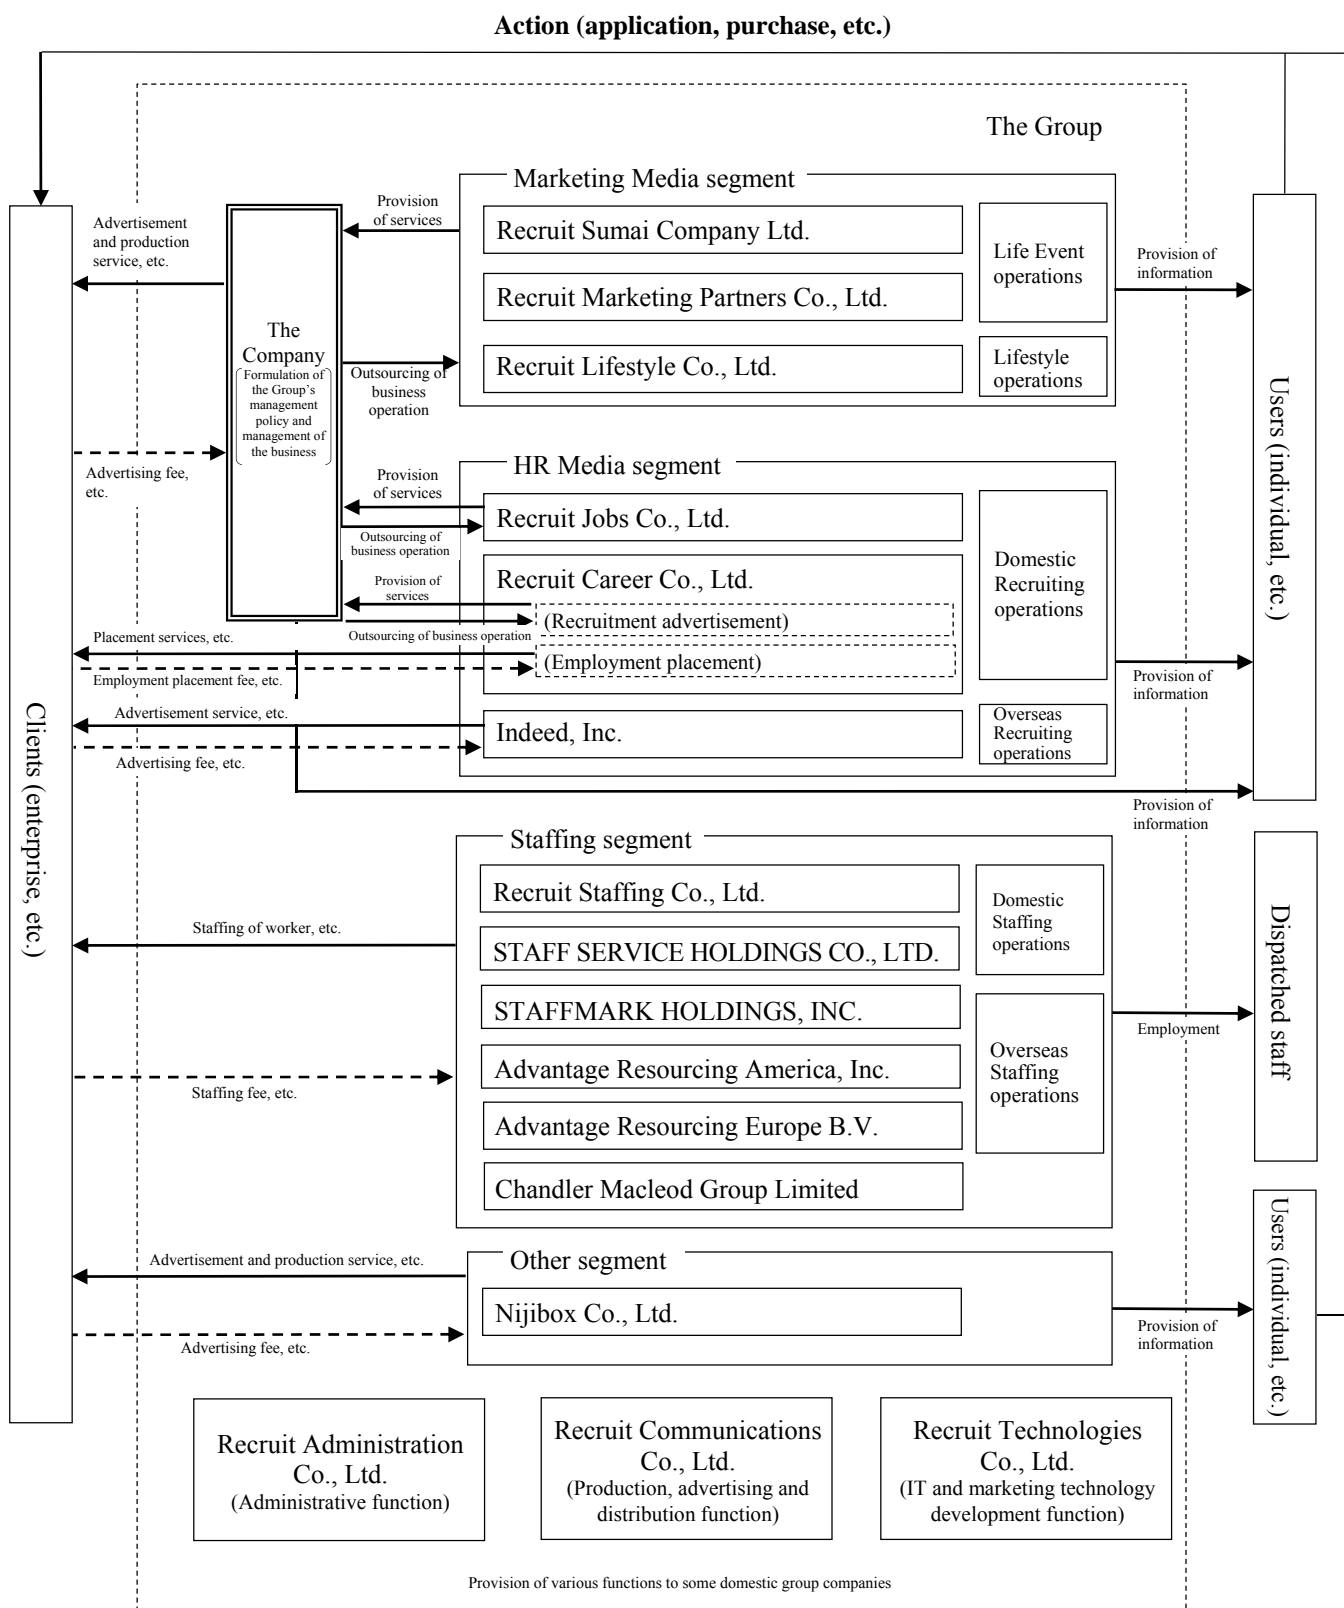 Action (application, purchase, etc.)
The Group
Marketing Media segment
Provision
of services
Advertisement
and production
service, etc.
Recruit Sumai Company Ltd.
Recruit Marketing Partners Co., Ltd.
Recruit Lifestyle Co., Ltd.
Life Event
operations
Lifestyle
operations
Provision of
information
The
Company
Formulation of
the Group's
management
policy and
management of
the business
Outsourcing of
business
operation
Advertising fee,
etc.
Users (individual, etc.)
HR Media segment
Provision
of services
Recruit Jobs Co., Ltd.
Outsourcing of
business operation
Recruit Career Co., Ltd.
Provision of
services
(Recruitment advertisement)
Outsourcing of business operation
Placement services, etc.
(Employment placement)
Employment placement fee, etc.
Domestic
Recruiting
operations
Provision of
information
Advertisement service, etc.
Indeed, Inc.
Advertising fee, etc.
Overseas
Recruiting
operations
Provision of
information
Clients (enterprise, etc.)
Staffing segment
Recruit Staffing Co., Ltd.
STAFF SERVICE HOLDINGS CO., LTD.
STAFFMARK HOLDINGS, INC.
Advantage Resourcing America, Inc.
Advantage Resourcing Europe B.V.
Chandler Macleod Group Limited
Domestic
Staffing
operations
Overseas
Staffing
operations
Staffing of worker, etc.
Staffing fee, etc.
Employment
Dispatched staff
Other segment
Advertisement and production service, etc.
Nijibox Co., Ltd.
Advertising fee, etc.
Provision of
information
Users (individual, etc.)
Recruit Administration
Co., Ltd.
(Administrative function)
Recruit Communications
Co., Ltd.
(Production, advertising and
distribution function)
Recruit Technologies
Co., Ltd.
(IT and marketing technology
development function)
Provision of various functions to some domestic group companies